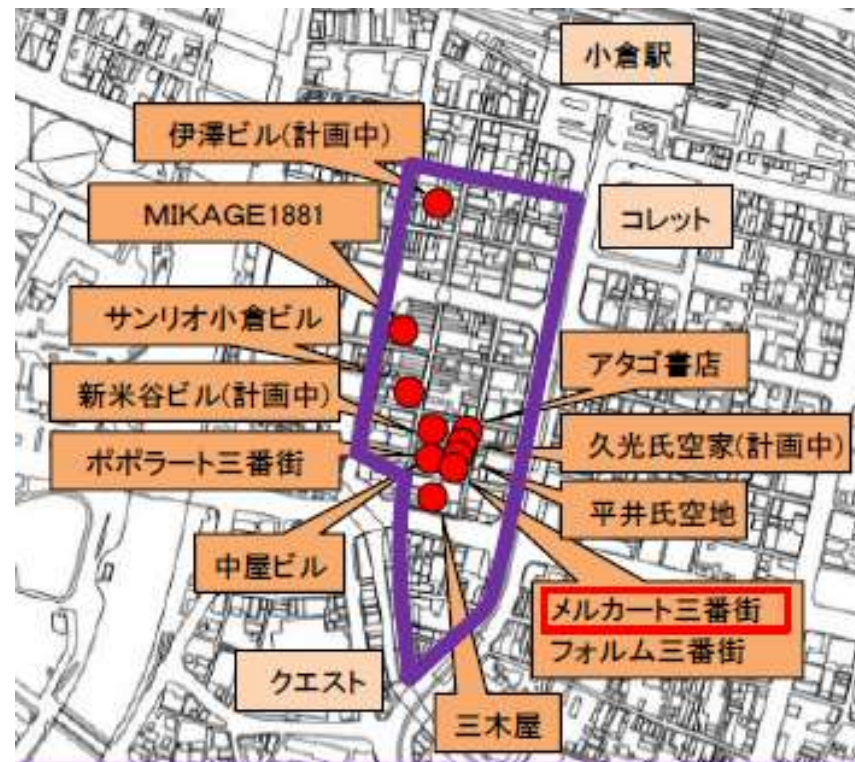 小倉駅
伊澤ビル(計画中)
MIKAGE1881
コレット
サンリオ小倉ビル
アタゴ書店
新米谷ビル(計画中)
久光氏空家(計画中)
ポポラート三番街
平井氏空地
中屋ビル
メルカート三番街
フォルム三番街
クエスト
三木屋